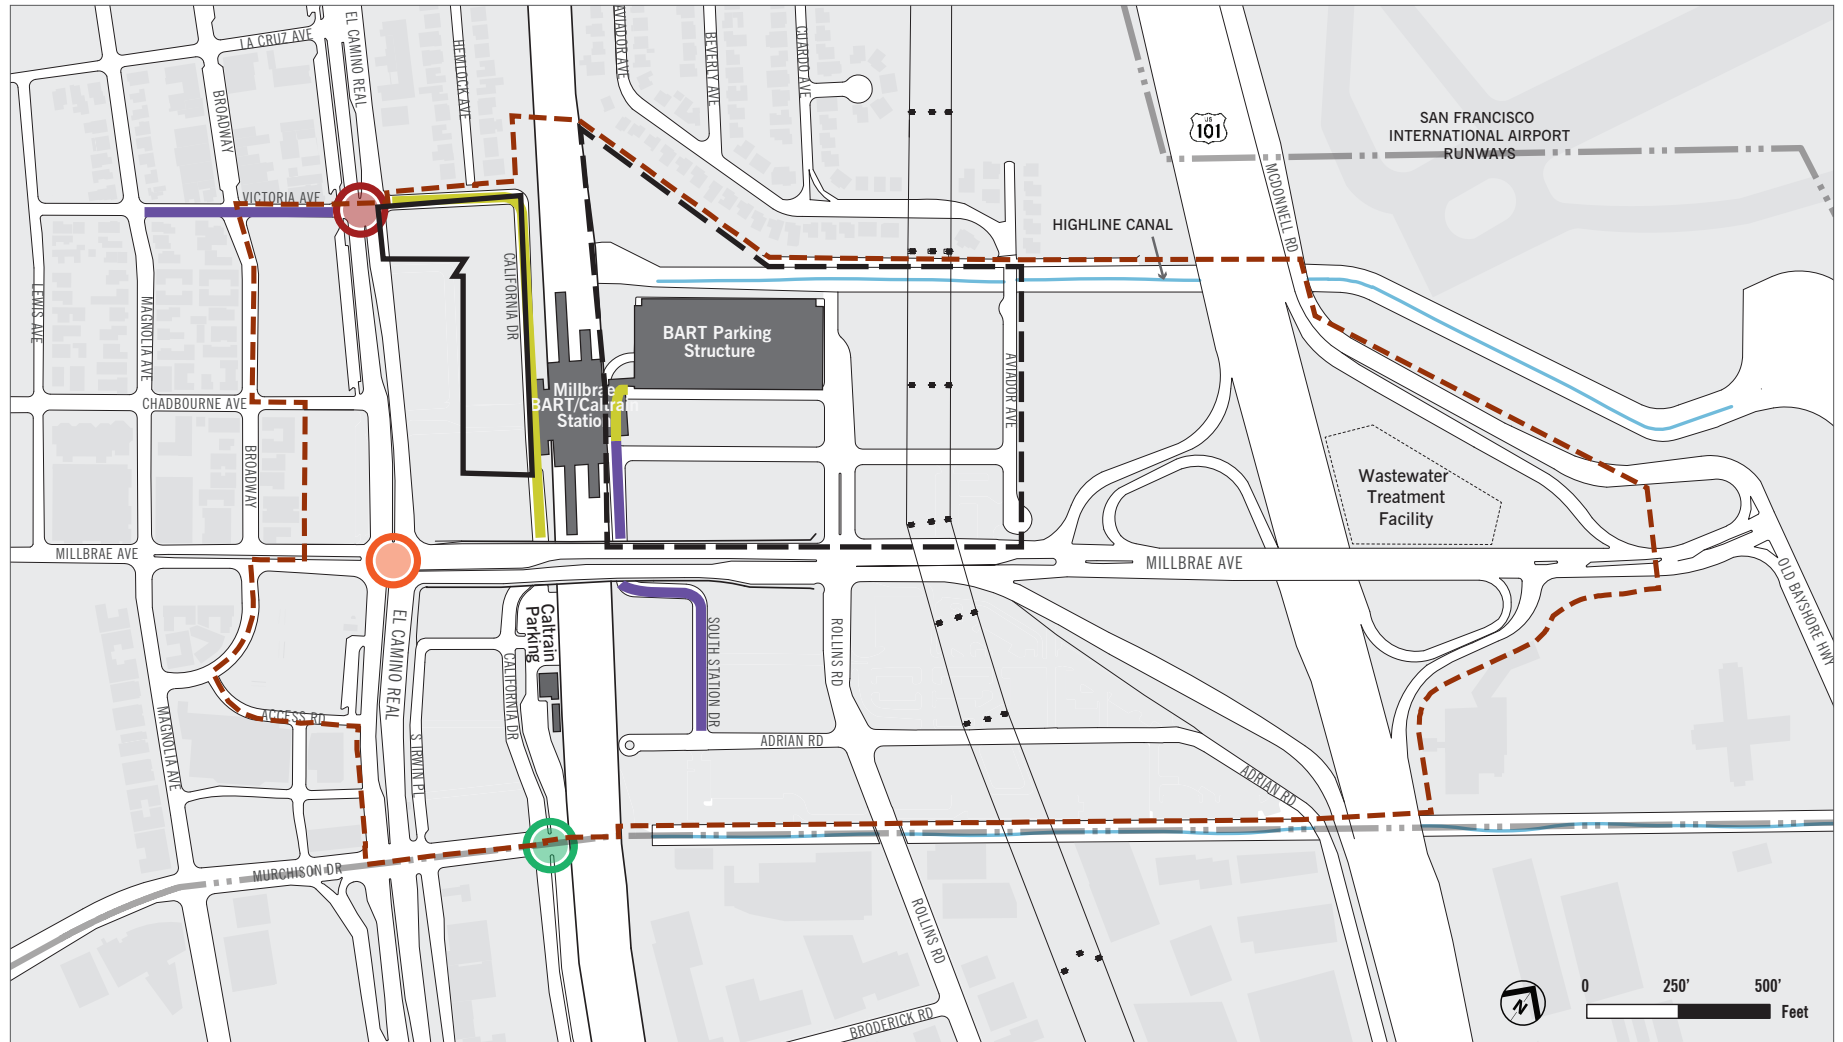 LA CRUZ AVE
EL CAMINO REAL
HEMLOCK AVE
AVIADOR AVE
BEVERLY AVE
CUARDO AVE
BROADWAY
US
101
SAN FRANCISCO
INTERNATIONAL AIRPORT
RUNWAYS
MCDONNELL RD
VICTORIA AVE
HIGHLINE CANAL
LEWIS AVE
MAGNOLIA AVE
CALIFORNIA DR
BART Parking
Structure
AVIADOR AVE
Millbrae
BART/Caltrain
Station
CHADBOURNE AVE
BROADWAY
Wastewater
Treatment
Facility
MILLBRAE AVE
MILLBRAE AVE
OLD BAYSHORE HWY
Caltrain
Parking
EL CAMINO REAL
CALIFORNIA DR
SOUTH STATION DR
ROLLINS RD
ACCESS RD
MAGNOLIA AVE
S IRWIN PL
ADRIAN RD
ADRIAN RD
MURCHISON DR
ROLLINS RD
BRODERICK RD
N
0 250' 500'
Feet